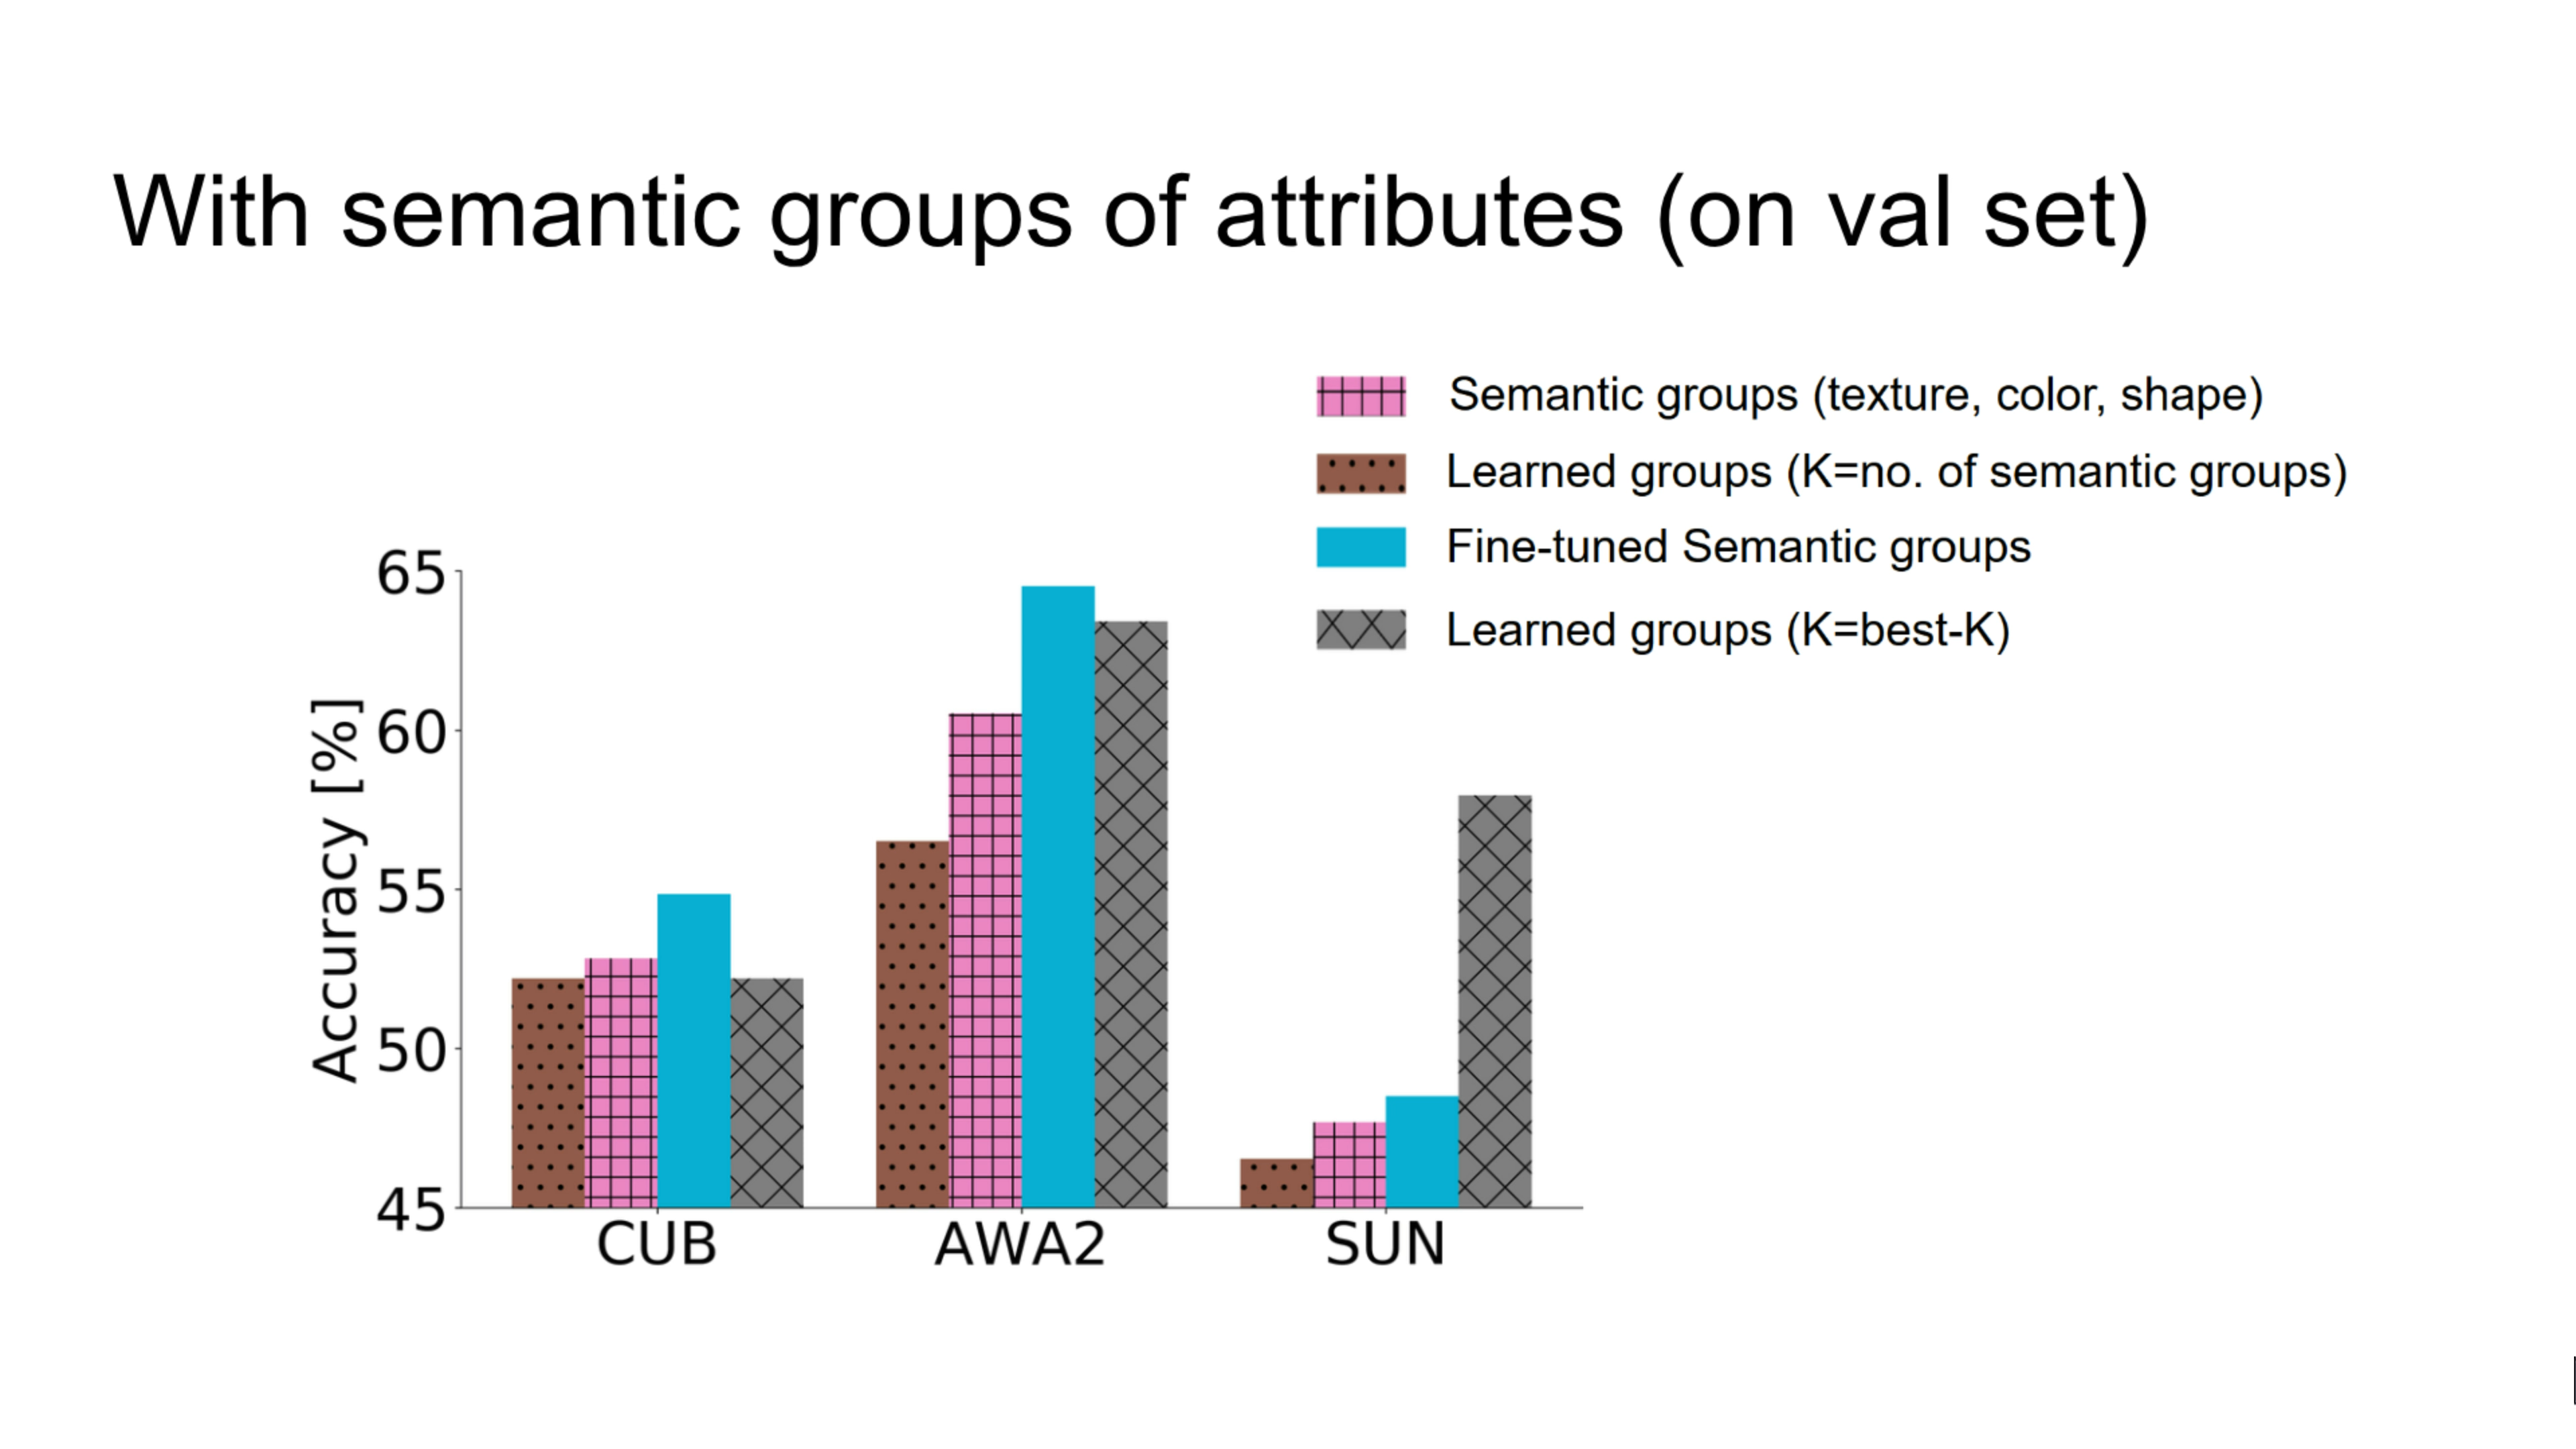 With semantic groups of attributes (on val set)
Semantic groups (texture, color, shape)
Learned groups (K=no. of semantic groups)
Fine-tuned Semantic groups
Learned groups (K=best-K)
Accuracy [%]
65
60
55
50
45
CUB
AWA2
SUN